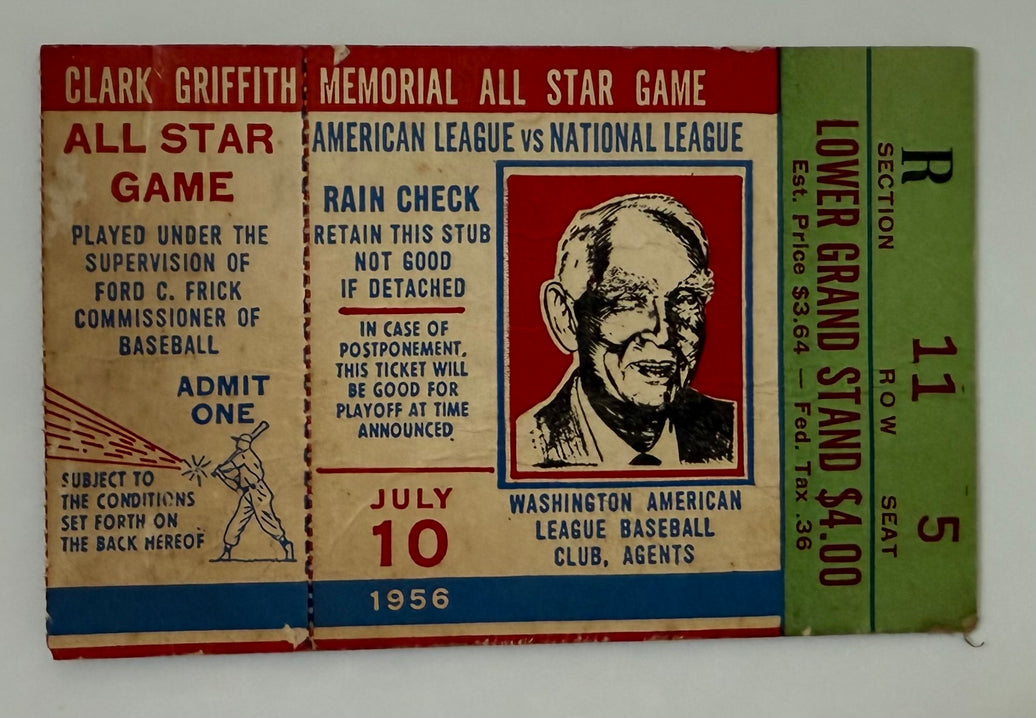 CLARK GRIFFITH MEMORIAL ALL STAR GAME
ALL STAR
GAME
PLAYED UNDER THE
SUPERVISION OF
FORD C. FRICK
COMMISSIONER OF
BASEBALL
ADMIT
ONE
SUBJECT TO
THE CONDITIONS
SET FORTH ON
THE BACK HEREOF
AMERICAN LEAGUE vs NATIONAL LEAGUE
RAIN CHECK
RETAIN THIS STUB
NOT GOOD
IF DETACHED
IN CASE OF
POSTPONEMENT,
THIS TICKET WILL
BE GOOD FOR
PLAYOFF AT TIME
ANNOUNCED
JULY
10
1956
WASHINGTON AMERICAN
LEAGUE BASEBALL
CLUB, AGENTS
R 11 5
SECTION ROW SEAT
LOWER GRAND STAND $4.00
Est. Price $3.64 — Fed. Tax .36